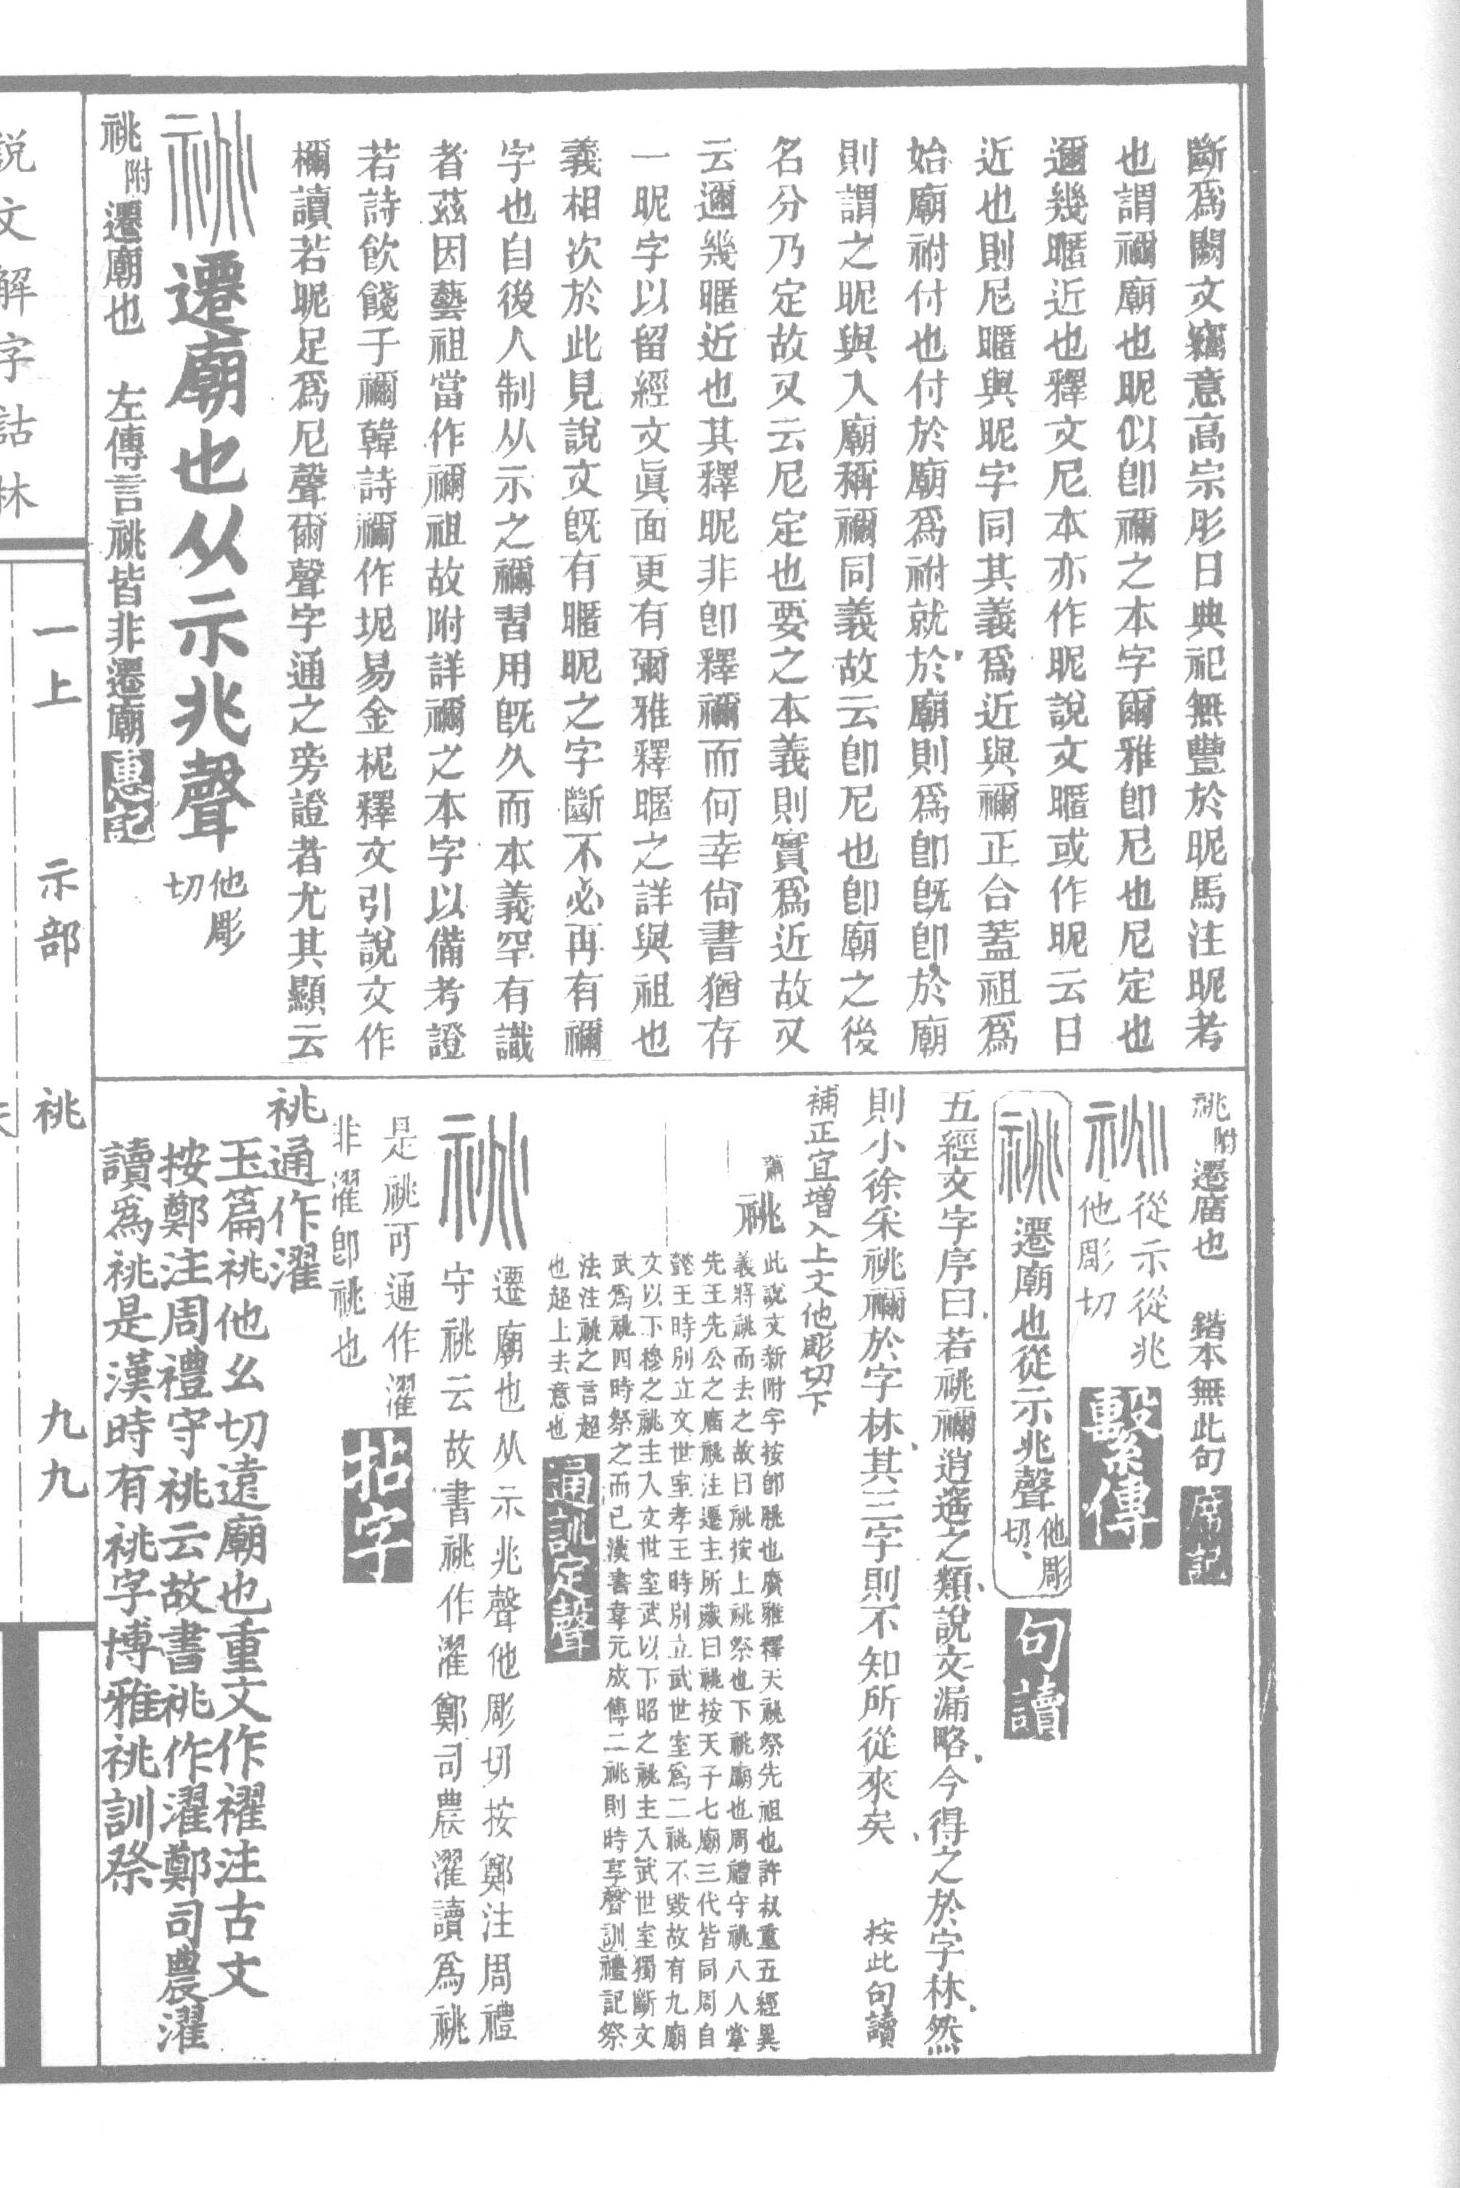 斷爲闕文竊意高宗肜日典祀無豐於昵馬注昵考
也謂禰廟也昵似卽禰之本字爾雅卽尼也尼定也
邇幾暱近也釋文尼本亦作昵說文暱或作昵云日
近也則尼暱與昵字同其義爲近與禰正合蓋祖爲
始廟祔付也付於廟爲祔就於廟則爲卽旣卽於廟
則謂之昵與入廟稱禰同義故云卽尼也卽廟之後
名分乃定故又云尼定也要之本義則實爲近故又
云邇幾暱近也其釋昵非卽釋禰而何幸尙書猶存
一昵字以留經文眞面更有爾雅釋暱之詳與祖也
義相次於此見說文旣有暱昵之字斷不必再有禰
字也自後人制从示之禰習用旣久而本義罕有識
者茲因藝祖當作禰祖故附詳禰之本字以備考證
若詩飮餞于禰韓詩禰作坭易金柅釋文引說文作
檷讀若昵足爲尼聲爾聲字通之旁證者尤其顯云
遷廟也从示兆聲他彫切
祧附遷廟也 左傳言祧皆非遷廟惠記
祧附遷廟也 鍇本無此句席記
從示從兆他彫切繫傳
遷廟也從示兆聲他彫切句讀
五經文字序曰若祧禰逍遙之類說文漏略今得之於字林然
則小徐采祧禰於字林其三字則不知所從來矣 按此句讀
補正宜增入上文他彫切下
蕭祧此說文新附字按卽朓也廣雅釋天祧祭先祖也許叔重五經異
義將祧而去之故曰祧按上祧祭也下祧廟也周禮守祧八人掌
先王先公之廟祧注遷主所藏曰祧按天子七廟三代皆同周自
懿王時別立文世室孝王時別立武世室爲二祧不毀故有九廟
文以下穆之祧主入文世室武以下昭之祧主入武世室獨斷文
武爲祧四時祭之而已漢書韋元成傳二祧則時享聲訓禮記祭
法注祧之言超
也超上去意也通訓定聲
遷廟也从示兆聲他彫切按鄭注周禮
守祧云故書祧作濯鄭司農濯讀爲祧
是祧可通作濯
非濯卽祧也拈字
祧通作濯
玉篇祧他幺切遠廟也重文作䄻注古文
按鄭注周禮守祧云故書祧作濯鄭司農濯
讀爲祧是漢時有祧字博雅祧訓祭
說文解字詁林 一上 示部 祧 九九